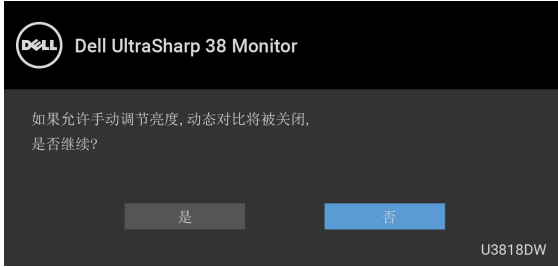 DELL
Dell UltraSharp 38 Monitor
如果允许手动调节亮度,动态对比将被关闭,
是否继续?
是
否
U3818DW